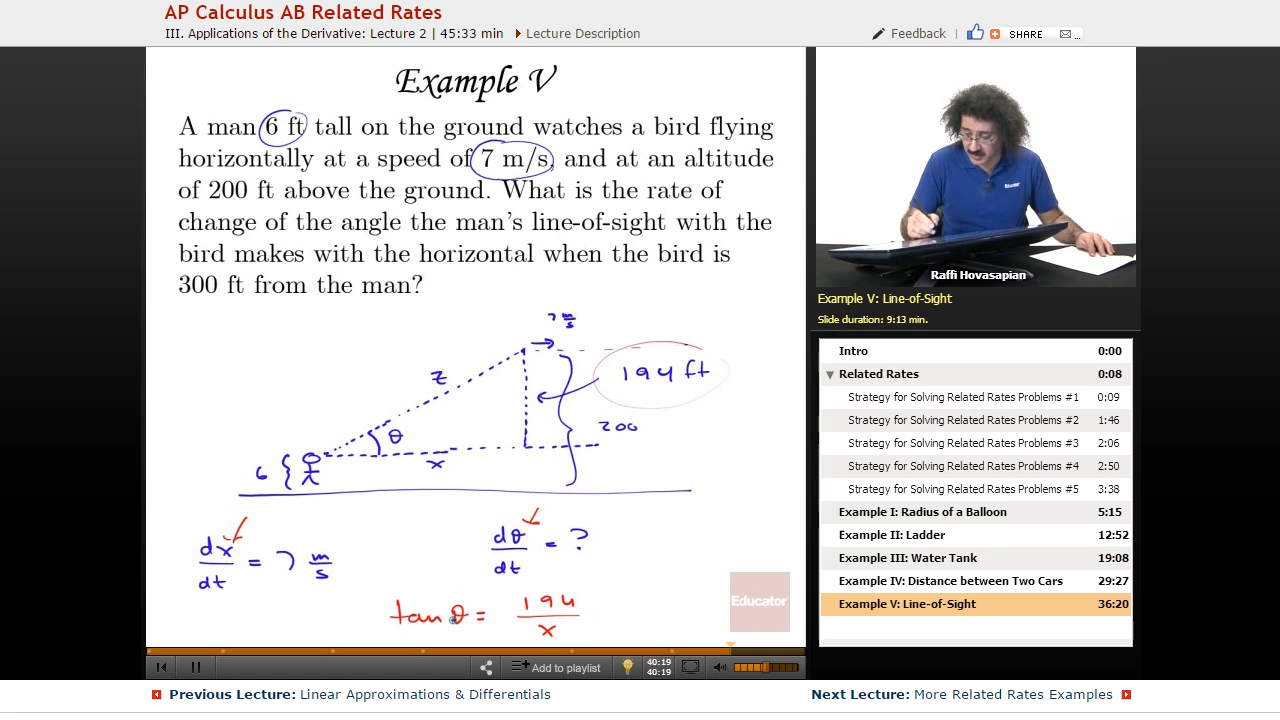 AP Calculus AB Related Rates
III. Applications of the Derivative: Lecture 2 | 45:33 min Lecture Description
Feedback | SHARE
Example V
A man 6 ft tall on the ground watches a bird flying
horizontally at a speed of 7 m/s, and at an altitude
of 200 ft above the ground. What is the rate of
change of the angle the man's line-of-sight with the
bird makes with the horizontal when the bird is
300 ft from the man?
7 m/s
z
194 ft
θ
200
x
6
dx/dt = 7 m/s
dθ/dt = ?
tan θ = 194/x
Educator
Raffi Hovasapian
Example V: Line-of-Sight
Slide duration: 9:13 min.
Intro 0:00
Related Rates 0:08
Strategy for Solving Related Rates Problems #1 0:09
Strategy for Solving Related Rates Problems #2 1:46
Strategy for Solving Related Rates Problems #3 2:06
Strategy for Solving Related Rates Problems #4 2:50
Strategy for Solving Related Rates Problems #5 3:38
Example I: Radius of a Balloon 5:15
Example II: Ladder 12:52
Example III: Water Tank 19:08
Example IV: Distance between Two Cars 29:27
Example V: Line-of-Sight 36:20
Add to playlist
40:19
40:19
Previous Lecture: Linear Approximations & Differentials
Next Lecture: More Related Rates Examples